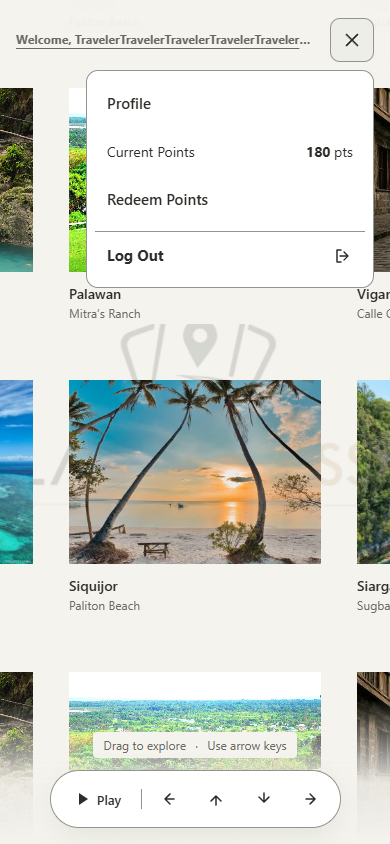 Welcome, TravelerTravelerTravelerTravelerTraveler...
Profile
Current Points 180 pts
Redeem Points
Log Out
Palawan
Mitra's Ranch
Vigan
Calle C
Siquijor
Paliton Beach
Siarg
Sugba
Drag to explore · Use arrow keys
Play